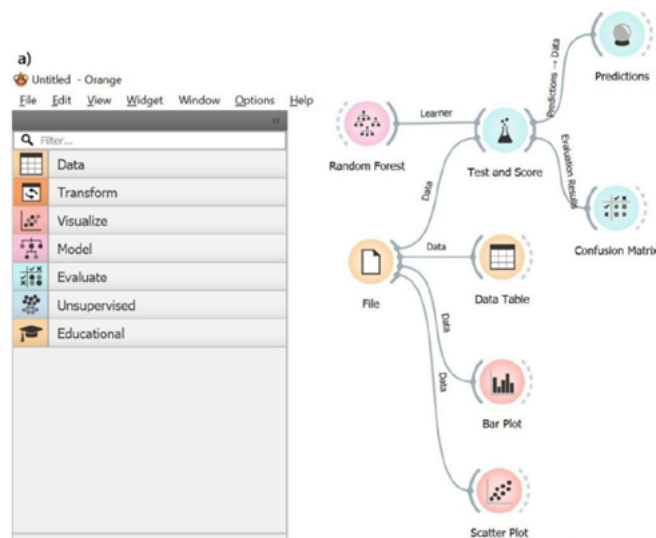 a)
Untitled - Orange
File Edit View Widget Window Options Help
«
Filter...
Data
Transform
Visualize
Model
Evaluate
Unsupervised
Educational
Predictions → Data
Predictions
Learner
Random Forest
Test and Score
Evaluation Results
Confusion Matrix
Data
Data
File
Data Table
Data
Data
Bar Plot
Scatter Plot